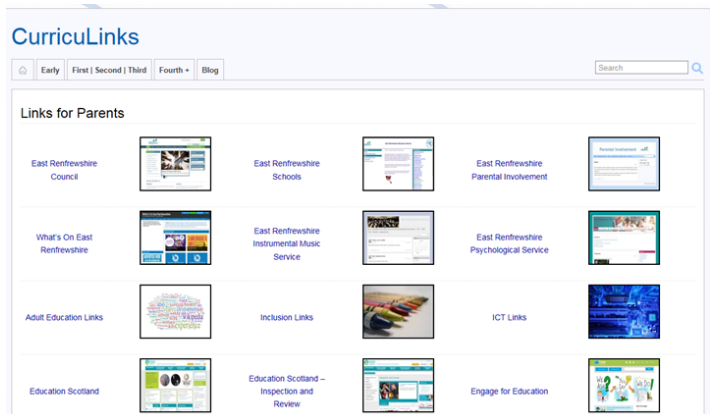 CurricuLinks
Early
First | Second | Third
Fourth +
Blog
Search
Links for Parents
East Renfrewshire
Council
East Renfrewshire
Schools
East Renfrewshire
Parental Involvement
What's On East
Renfrewshire
East Renfrewshire
Instrumental Music
Service
East Renfrewshire
Psychological Service
Adult Education Links
Inclusion Links
ICT Links
Education Scotland
Education Scotland –
Inspection and
Review
Engage for Education
Parental Involvement
wikipedia
experience